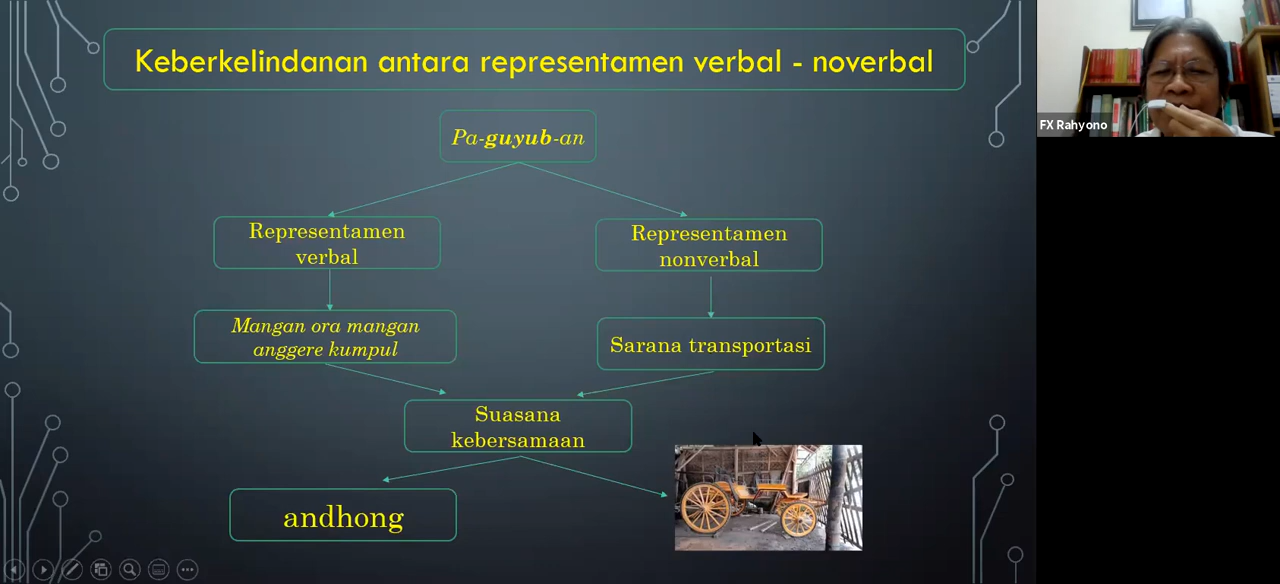 Keberkelindanan antara representamen verbal - noverbal
Pa-guyub-an
Representamen
verbal
Representamen
nonverbal
Mangan ora mangan
anggere kumpul
Sarana transportasi
Suasana
kebersamaan
andhong
FX Rahyono